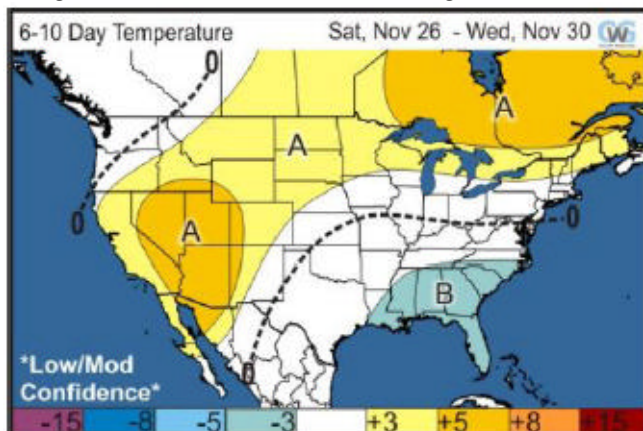 6-10 Day Temperature Sat, Nov 26 - Wed, Nov 30 CWG
0
A
A
A
0
0
B
0
*Low/Mod
Confidence*
-15 -8 -5 -3 +3 +5 +8 +15